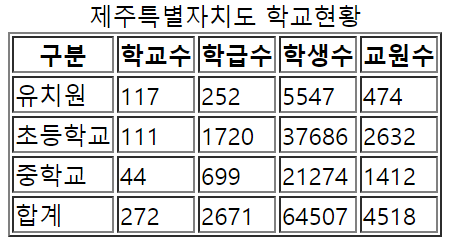 제주특별자치도 학교현황
구분 학교수 학급수 학생수 교원수
유치원 117 252 5547 474
초등학교 111 1720 37686 2632
중학교 44 699 21274 1412
합계 272 2671 64507 4518